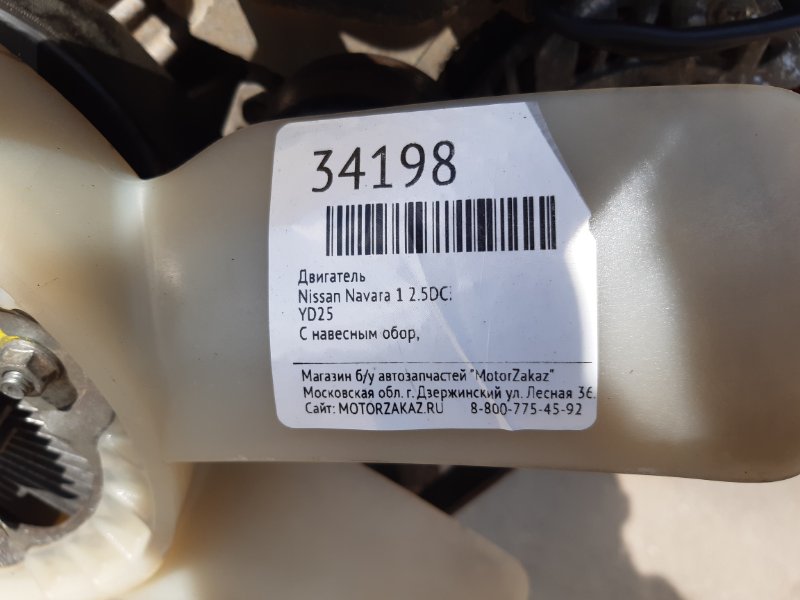 34198
Двигатель
Nissan Navara 1 2.5DCi
YD25
С навесным обор,
Магазин б/у автозапчастей "MotorZakaz"
Московская обл. г. Дзержинский ул. Лесная 36
Сайт: MOTORZAKAZ.RU 8-800-775-45-92